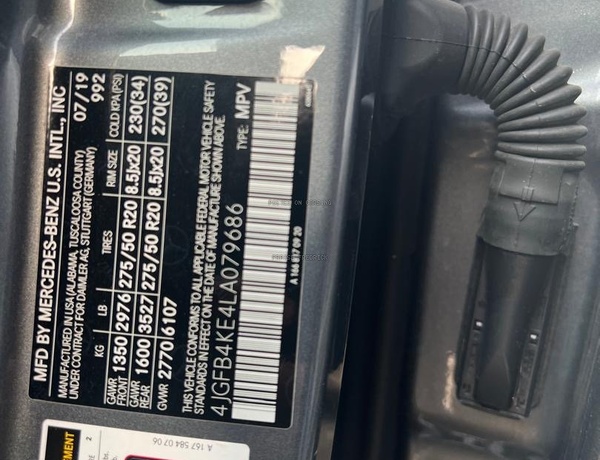 MFD BY MERCEDES-BENZ U.S. INTL., INC
07/19
MANUFACTURED IN USA (ALABAMA, TUSCALOOSA COUNTY)
992
UNDER CONTRACT FOR DAIMLER AG, STUTTGART (GERMANY)
KG LB TIRES RIM SIZE COLD KPA (PSI)
GAWR FRONT 1350 2976 275/50 R20 8.5Jx20 230(34)
GAWR REAR 1600 3527 275/50 R20 8.5Jx20 270(39)
GVWR 2770 6107
THIS VEHICLE CONFORMS TO ALL APPLICABLE FEDERAL MOTOR VEHICLE SAFETY
STANDARDS IN EFFECT ON THE DATE OF MANUFACTURE SHOWN ABOVE.
4JGFB4KE4LA079686 TYPE: MPV
A 167 584 07 06
2